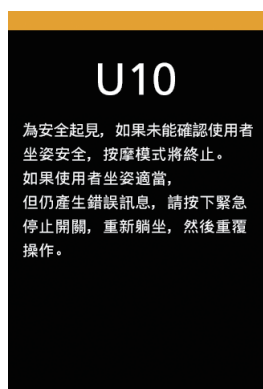 U10
為安全起見，如果未能確認使用者
坐姿安全，按摩模式將終止。
如果使用者坐姿適當，
但仍產生錯誤訊息，請按下緊急
停止開關，重新躺坐，然後重覆
操作。